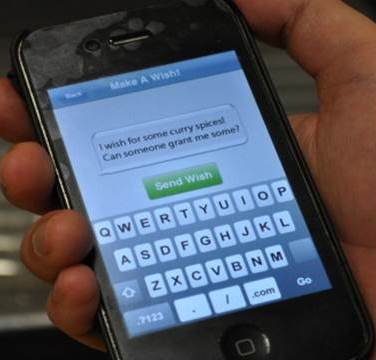 Make A Wish!
Back
I wish for some curry spices!
Can someone grant me some?
Send Wish
Q W E R T Y U I O P
A S D F G H J K L
Z X C V B N M
.?123 . / .com Go